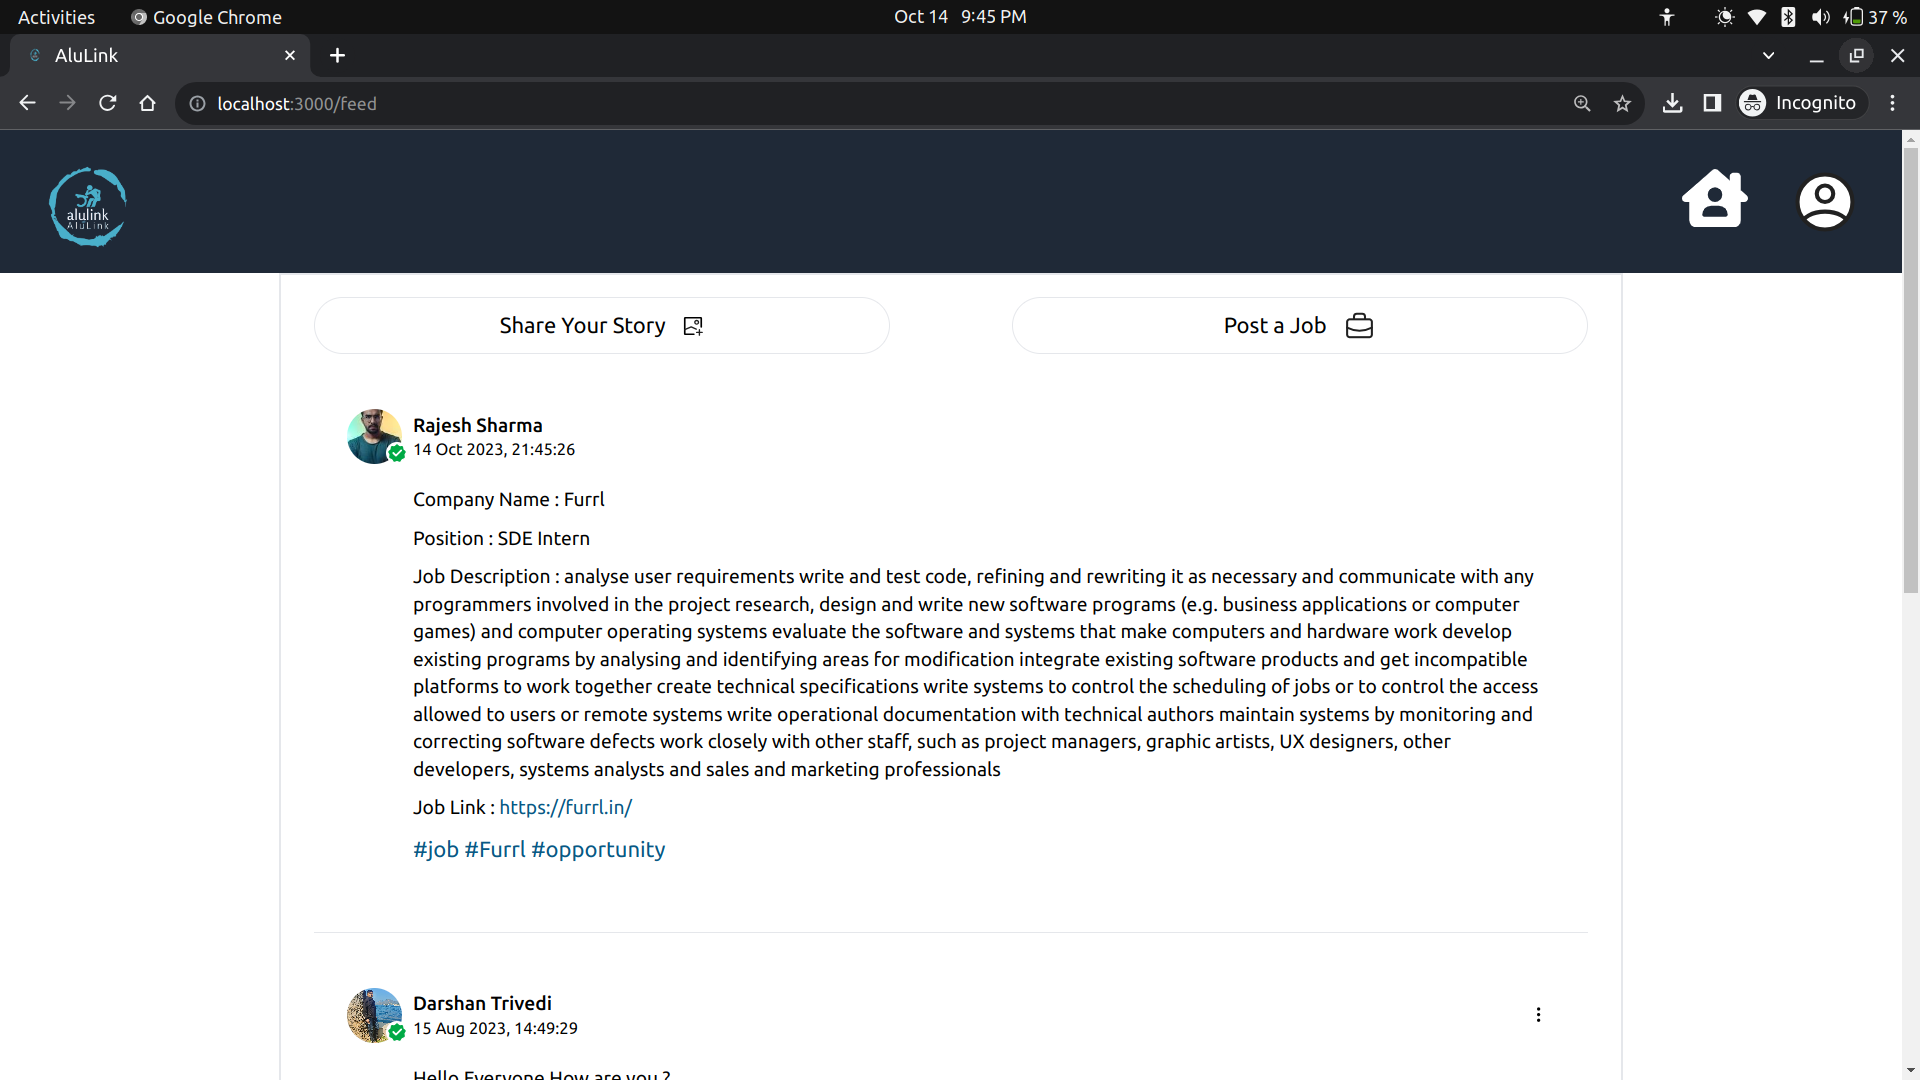 Activities Google Chrome Oct 14 9:45 PM 37 %
AluLink
localhost:3000/feed Incognito
alulink
AluLink
Share Your Story Post a Job
Rajesh Sharma
14 Oct 2023, 21:45:26
Company Name : Furrl
Position : SDE Intern
Job Description : analyse user requirements write and test code, refining and rewriting it as necessary and communicate with any
programmers involved in the project research, design and write new software programs (e.g. business applications or computer
games) and computer operating systems evaluate the software and systems that make computers and hardware work develop
existing programs by analysing and identifying areas for modification integrate existing software products and get incompatible
platforms to work together create technical specifications write systems to control the scheduling of jobs or to control the access
allowed to users or remote systems write operational documentation with technical authors maintain systems by monitoring and
correcting software defects work closely with other staff, such as project managers, graphic artists, UX designers, other
developers, systems analysts and sales and marketing professionals
Job Link : https://furrl.in/
#job #Furrl #opportunity
Darshan Trivedi
15 Aug 2023, 14:49:29
Hello Everyone How are you ?